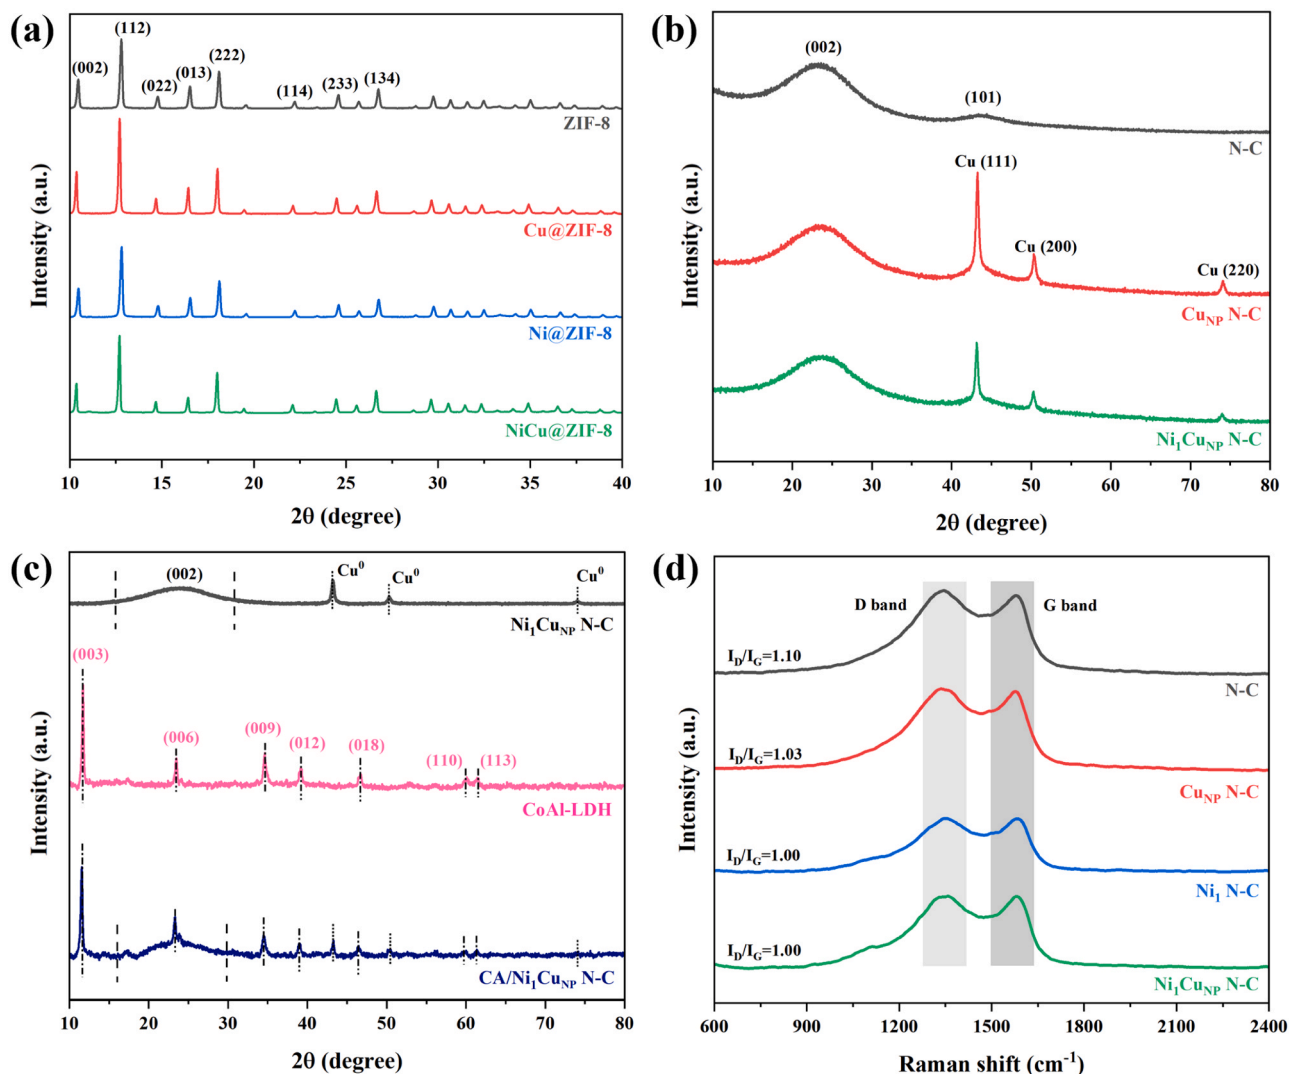 (a)
(002)
(112)
(022)
(013)
(222)
(114)
(233)
(134)
ZIF-8
Cu@ZIF-8
Ni@ZIF-8
NiCu@ZIF-8
Intensity (a.u.)
10 15 20 25 30 35 40
2θ (degree)
(b)
(002)
(101)
N-C
Cu (111)
Cu (200)
Cu (220)
CuNP N-C
Ni1CuNP N-C
Intensity (a.u.)
10 20 30 40 50 60 70 80
2θ (degree)
(c)
(002)
Cu⁰
Cu⁰
Cu⁰
Ni1CuNP N-C
(003)
(006)
(009)
(012)
(018)
(110)
(113)
CoAl-LDH
CA/Ni1CuNP N-C
Intensity (a.u.)
10 20 30 40 50 60 70 80
2θ (degree)
(d)
D band
G band
ID/IG=1.10
N-C
ID/IG=1.03
CuNP N-C
ID/IG=1.00
Ni1 N-C
ID/IG=1.00
Ni1CuNP N-C
Intensity (a.u.)
600 900 1200 1500 1800 2100 2400
Raman shift (cm⁻¹)